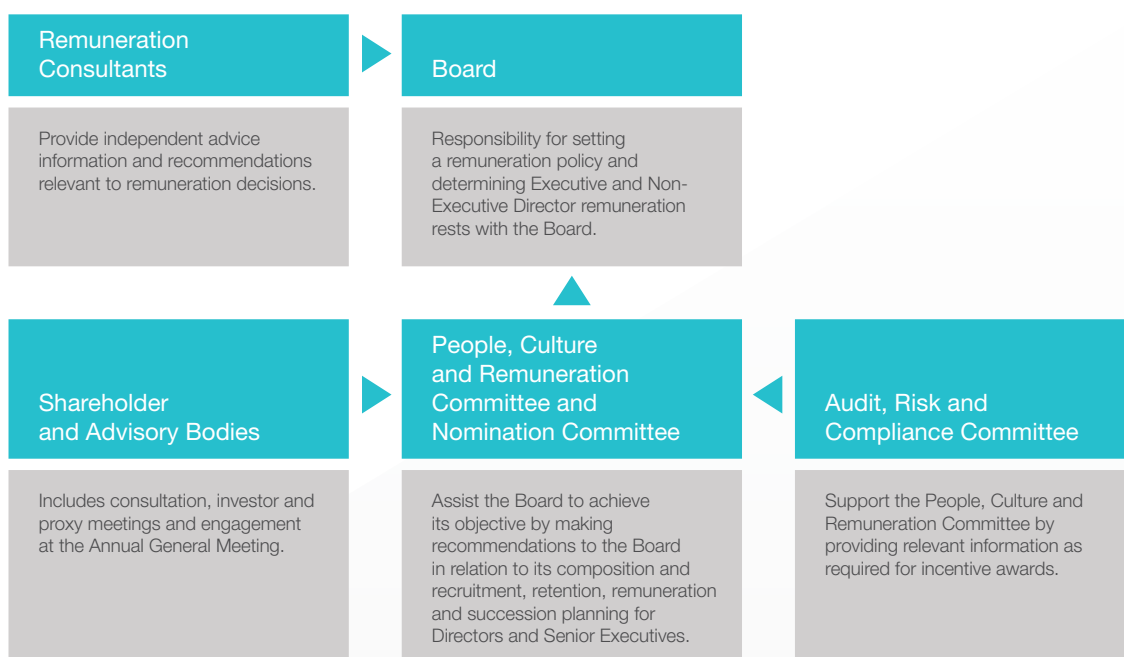 Remuneration
Consultants
Board
Provide independent advice
information and recommendations
relevant to remuneration decisions.
Responsibility for setting
a remuneration policy and
determining Executive and Non-
Executive Director remuneration
rests with the Board.
Shareholder
and Advisory Bodies
People, Culture
and Remuneration
Committee and
Nomination Committee
Audit, Risk and
Compliance Committee
Includes consultation, investor and
proxy meetings and engagement
at the Annual General Meeting.
Assist the Board to achieve
its objective by making
recommendations to the Board
in relation to its composition and
recruitment, retention, remuneration
and succession planning for
Directors and Senior Executives.
Support the People, Culture and
Remuneration Committee by
providing relevant information as
required for incentive awards.